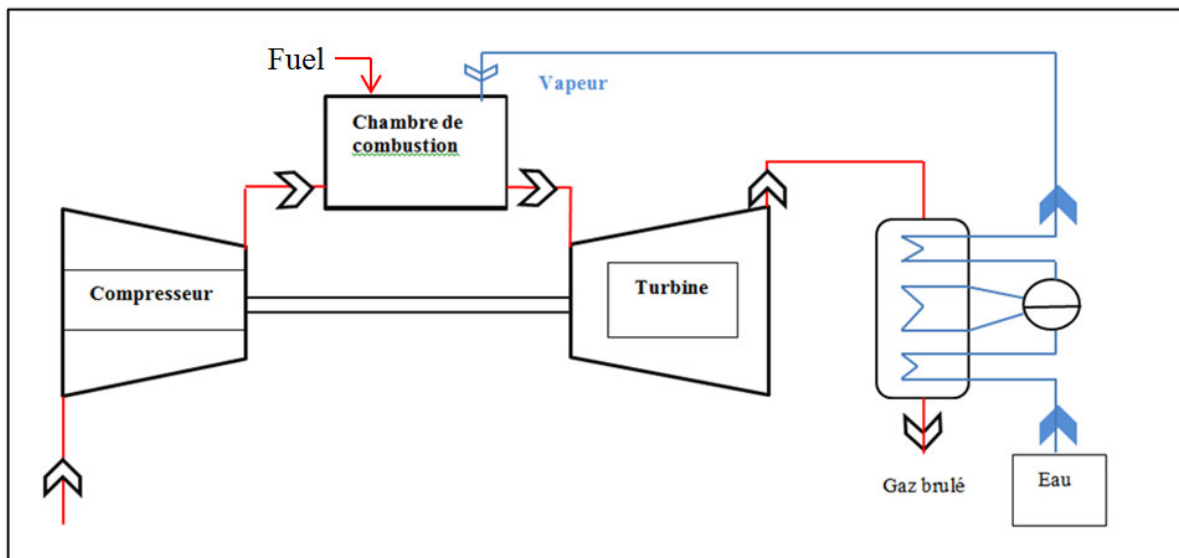 Fuel
Vapeur
Chambre de
combustion
Compresseur
Turbine
Gaz brulé
Eau